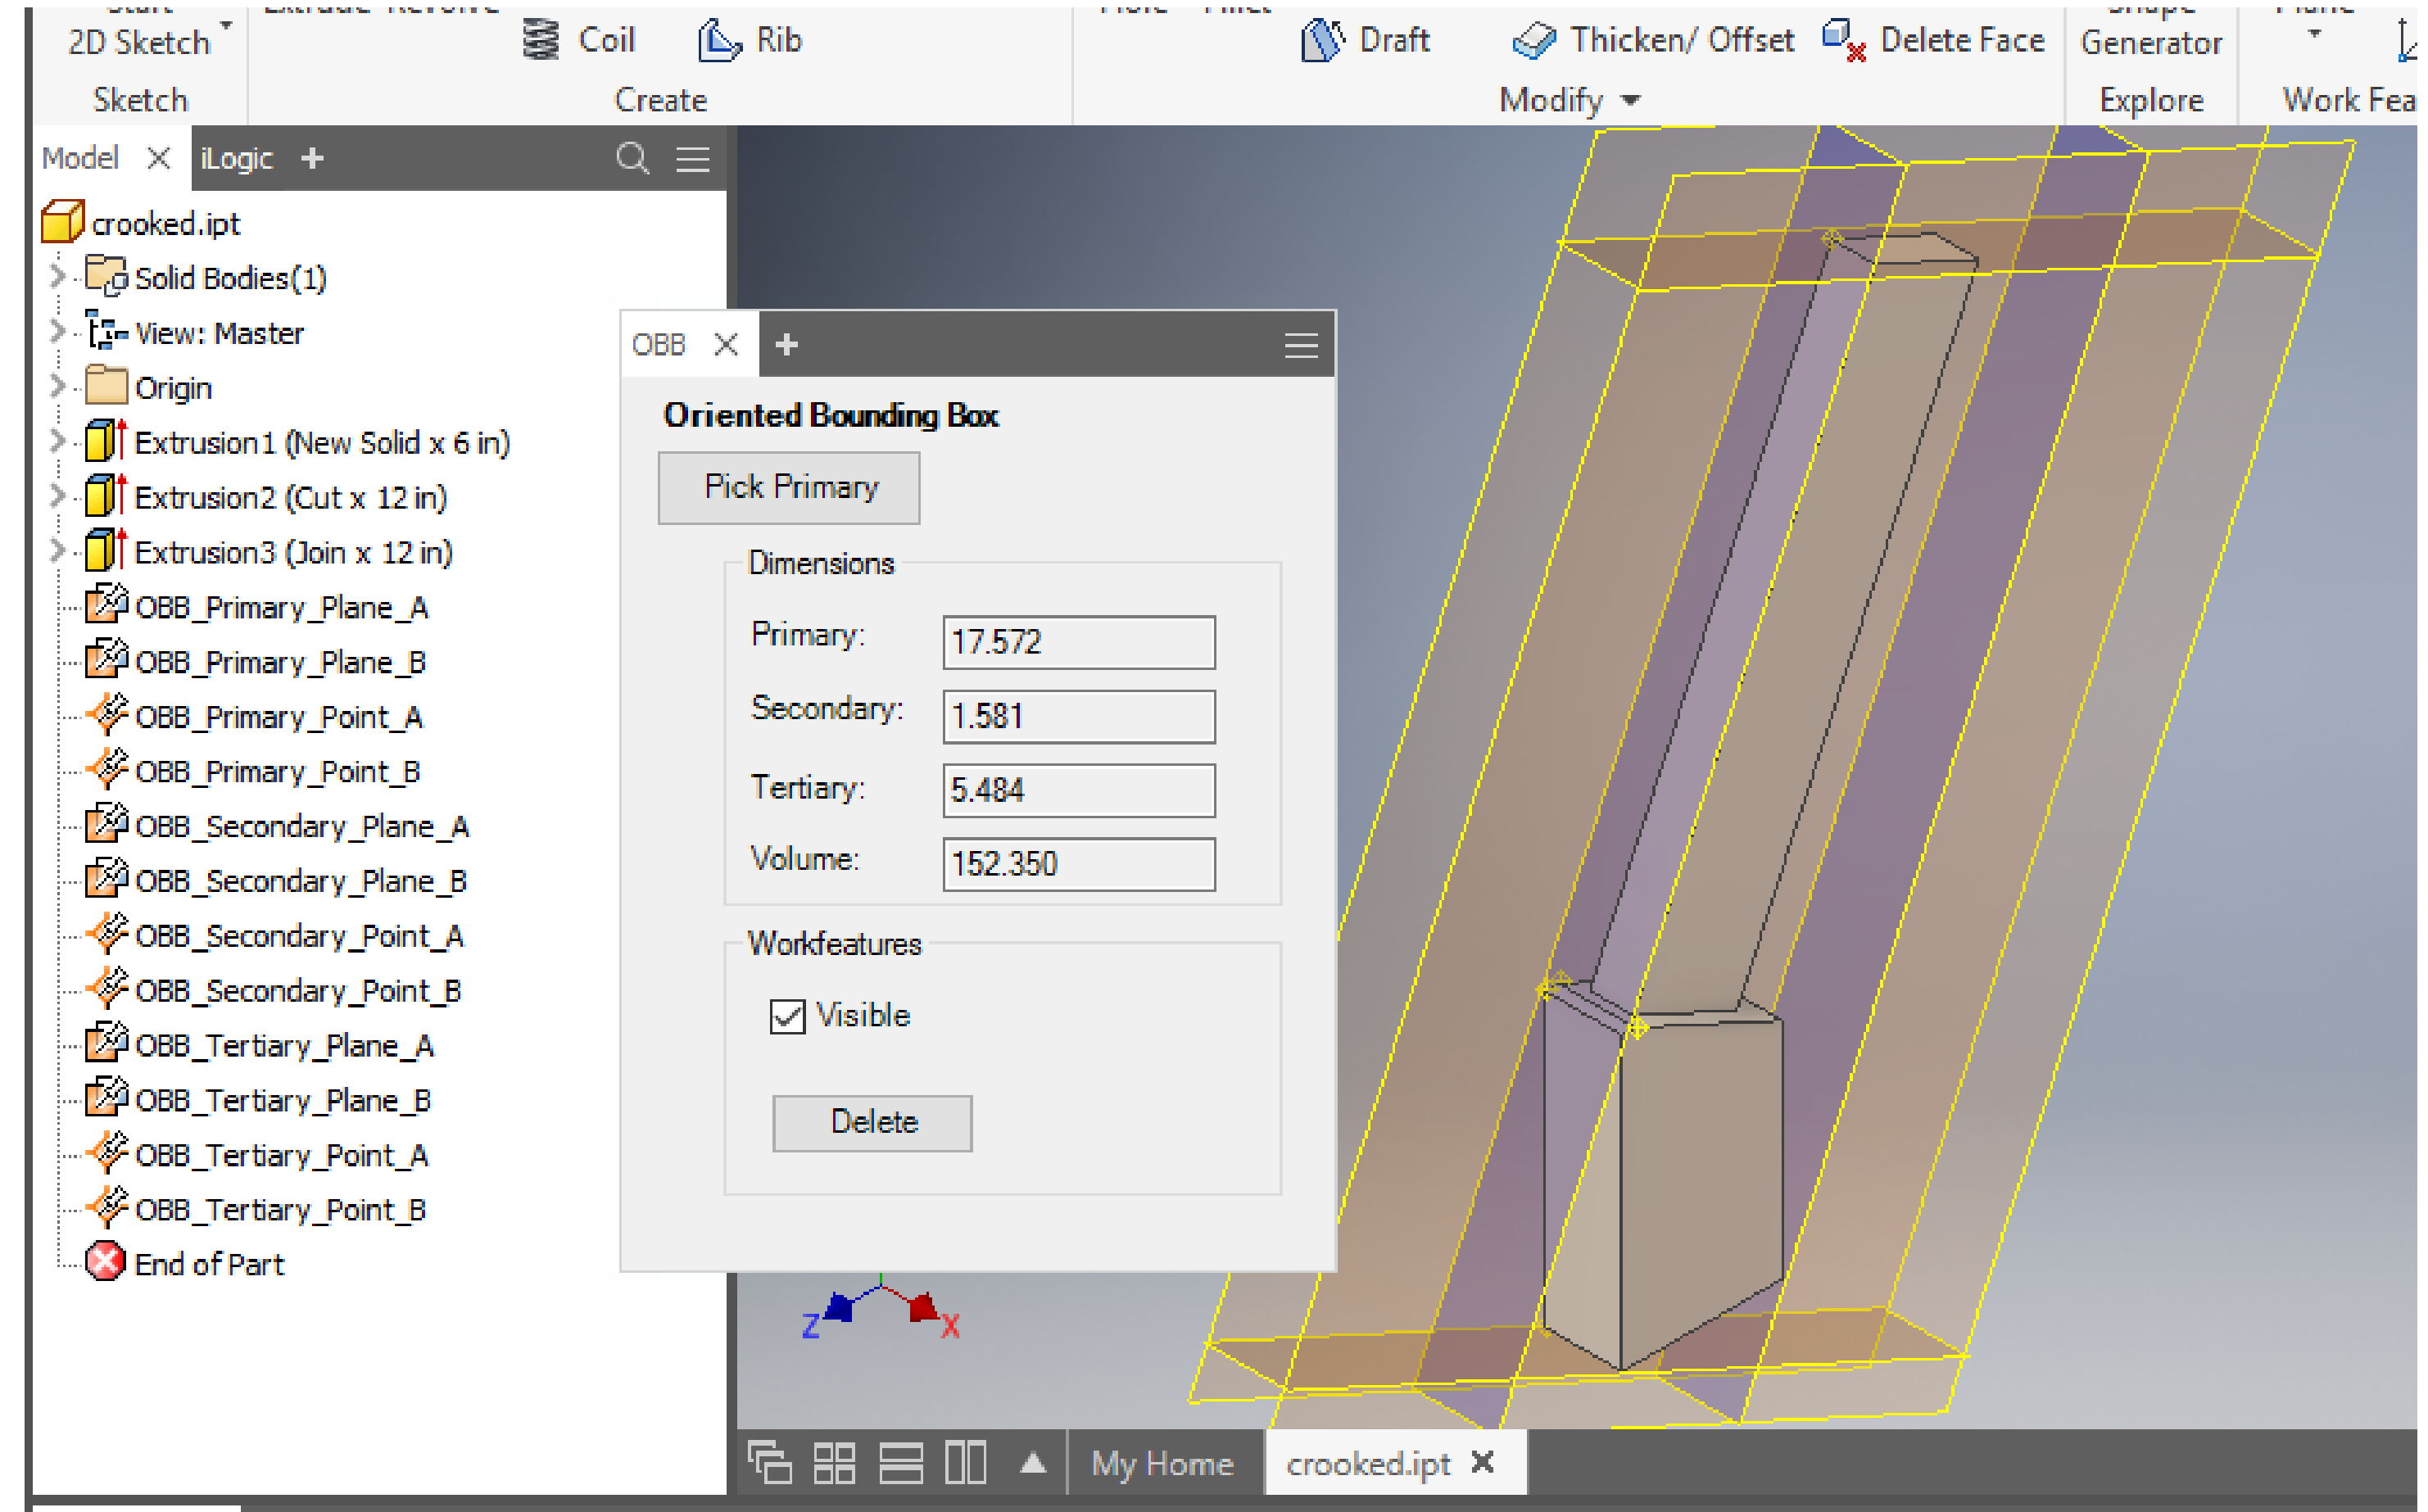 2D Sketch
Coil
Rib
Draft
Thicken/ Offset
Delete Face
Generator
Sketch
Create
Modify
Explore
Work Fea
Model
iLogic
crooked.ipt
Solid Bodies(1)
View: Master
Origin
Extrusion1 (New Solid x 6 in)
Extrusion2 (Cut x 12 in)
Extrusion3 (Join x 12 in)
OBB_Primary_Plane_A
OBB_Primary_Plane_B
OBB_Primary_Point_A
OBB_Primary_Point_B
OBB_Secondary_Plane_A
OBB_Secondary_Plane_B
OBB_Secondary_Point_A
OBB_Secondary_Point_B
OBB_Tertiary_Plane_A
OBB_Tertiary_Plane_B
OBB_Tertiary_Point_A
OBB_Tertiary_Point_B
End of Part
OBB
Oriented Bounding Box
Pick Primary
Dimensions
Primary: 17.572
Secondary: 1.581
Tertiary: 5.484
Volume: 152.350
Workfeatures
Visible
Delete
Z
X
My Home
crooked.ipt